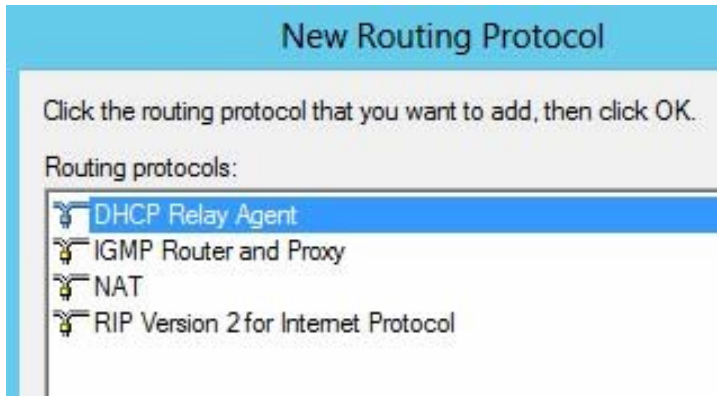 New Routing Protocol
Click the routing protocol that you want to add, then click OK.
Routing protocols:
DHCP Relay Agent
IGMP Router and Proxy
NAT
RIP Version 2 for Internet Protocol